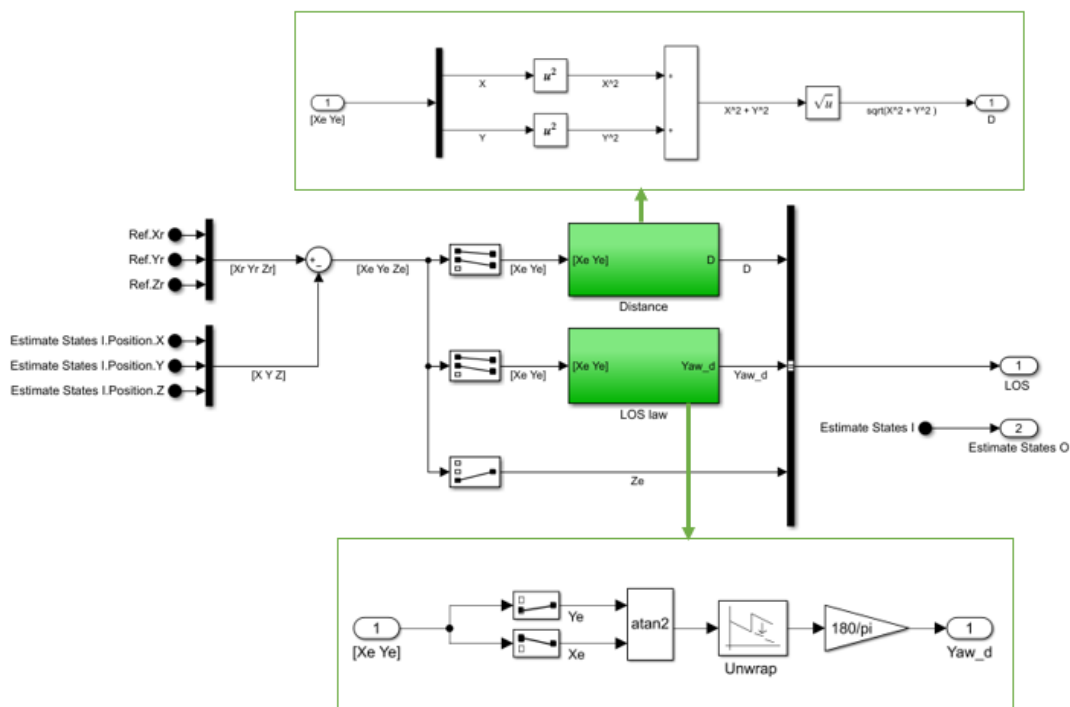 1
[Xe Ye]
X
u²
X^2
Y
u²
Y^2
+
+
X^2 + Y^2
√u
sqrt(X^2 + Y^2 )
1
D
Ref.Xr
Ref.Yr
Ref.Zr
[Xr Yr Zr]
+
−
[Xe Ye Ze]
[Xe Ye]
[Xe Ye]
D
D
Distance
Estimate States I.Position.X
Estimate States I.Position.Y
Estimate States I.Position.Z
[X Y Z]
[Xe Ye]
[Xe Ye]
Yaw_d
Yaw_d
LOS law
1
LOS
Estimate States I
2
Estimate States O
Ze
1
[Xe Ye]
Ye
Xe
atan2
Unwrap
180/pi
1
Yaw_d